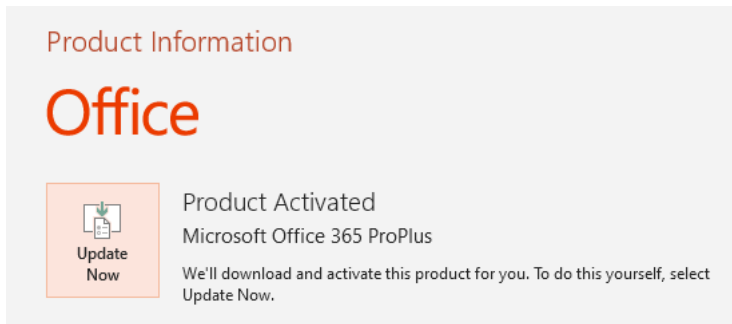 Product Information
Office
Update
Now
Product Activated
Microsoft Office 365 ProPlus
We'll download and activate this product for you. To do this yourself, select
Update Now.